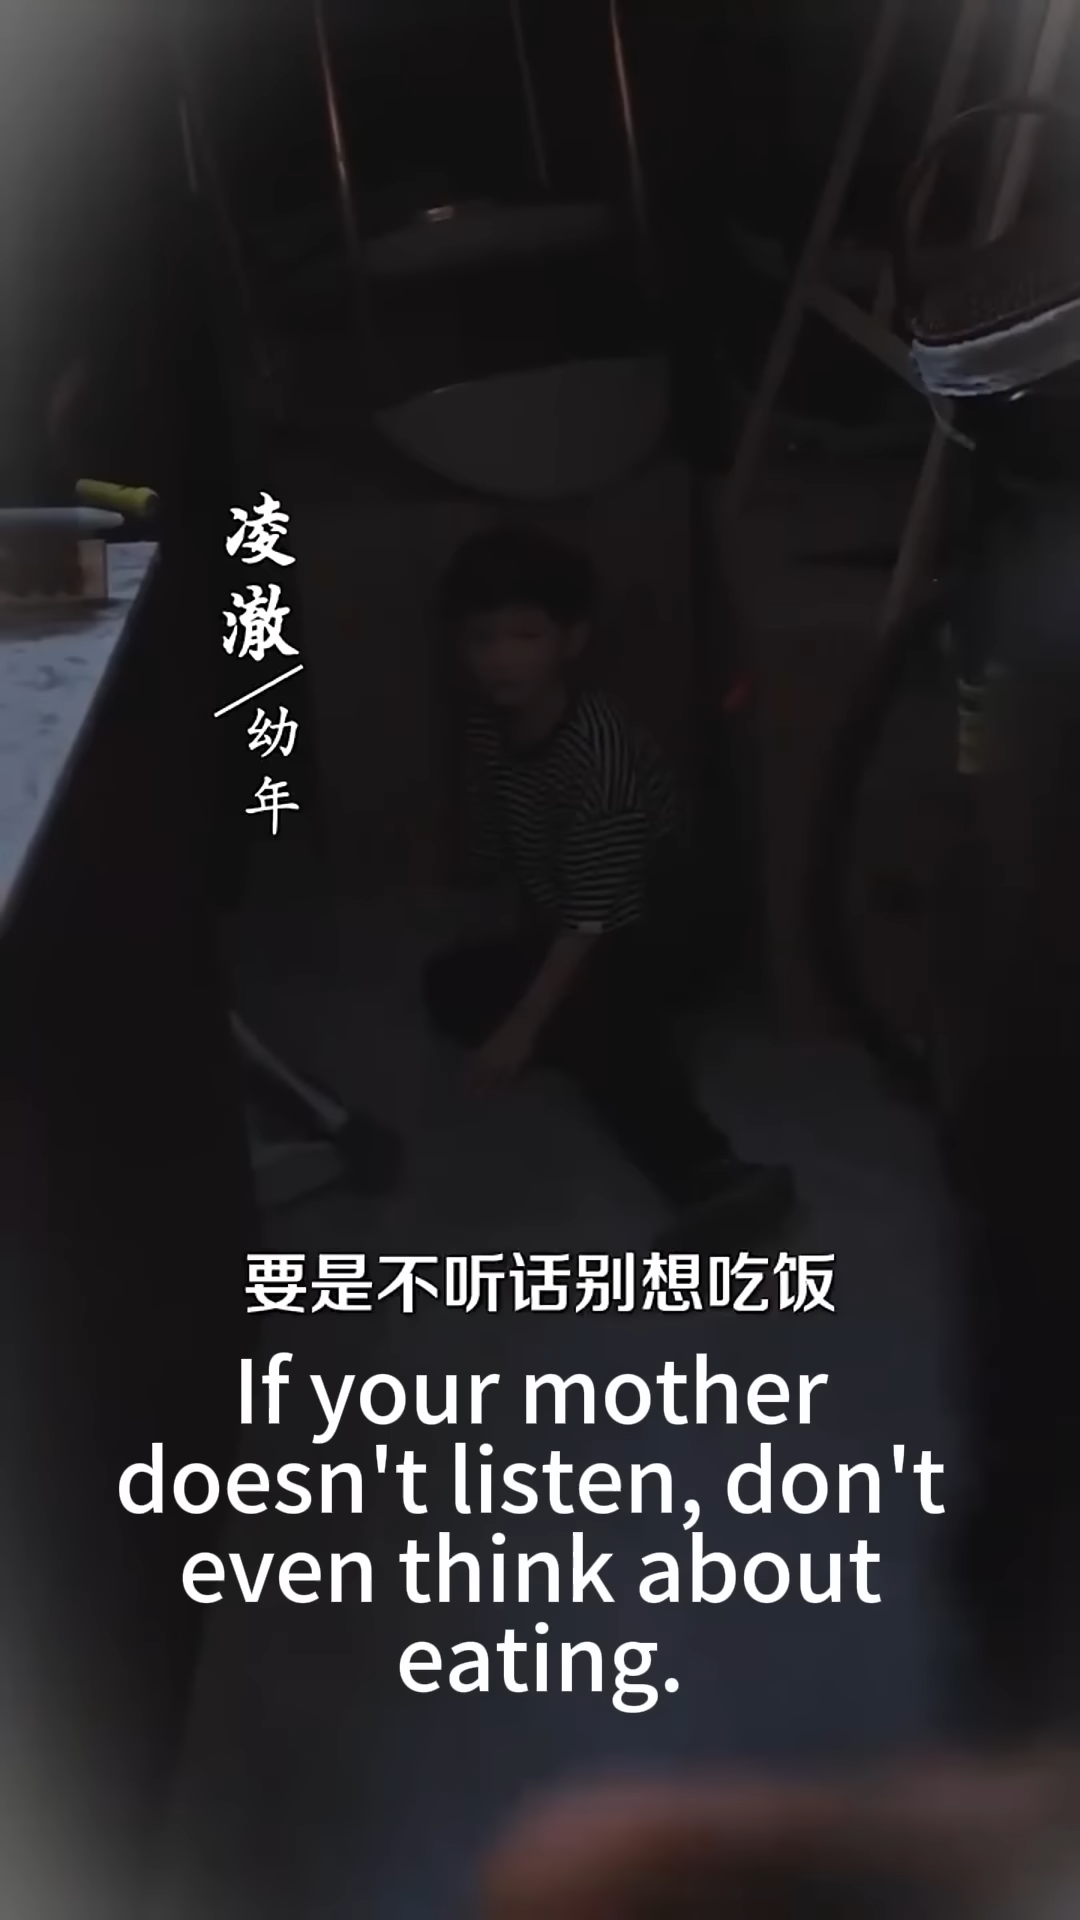 凌澈/幼年
要是不听话别想吃饭
If your mother
doesn't listen, don't
even think about
eating.